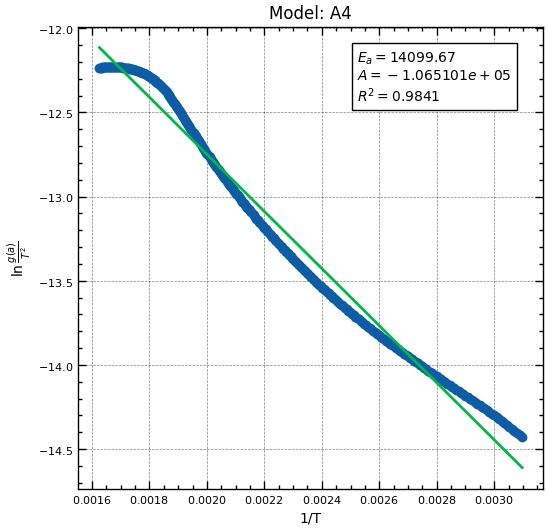 Model: A4
E_a = 14099.67
A = −1.065101e + 05
R^2 = 0.9841
−12.0
−12.5
−13.0
−13.5
−14.0
−14.5
ln g(a)/T^2
0.0016 0.0018 0.0020 0.0022 0.0024 0.0026 0.0028 0.0030
1/T